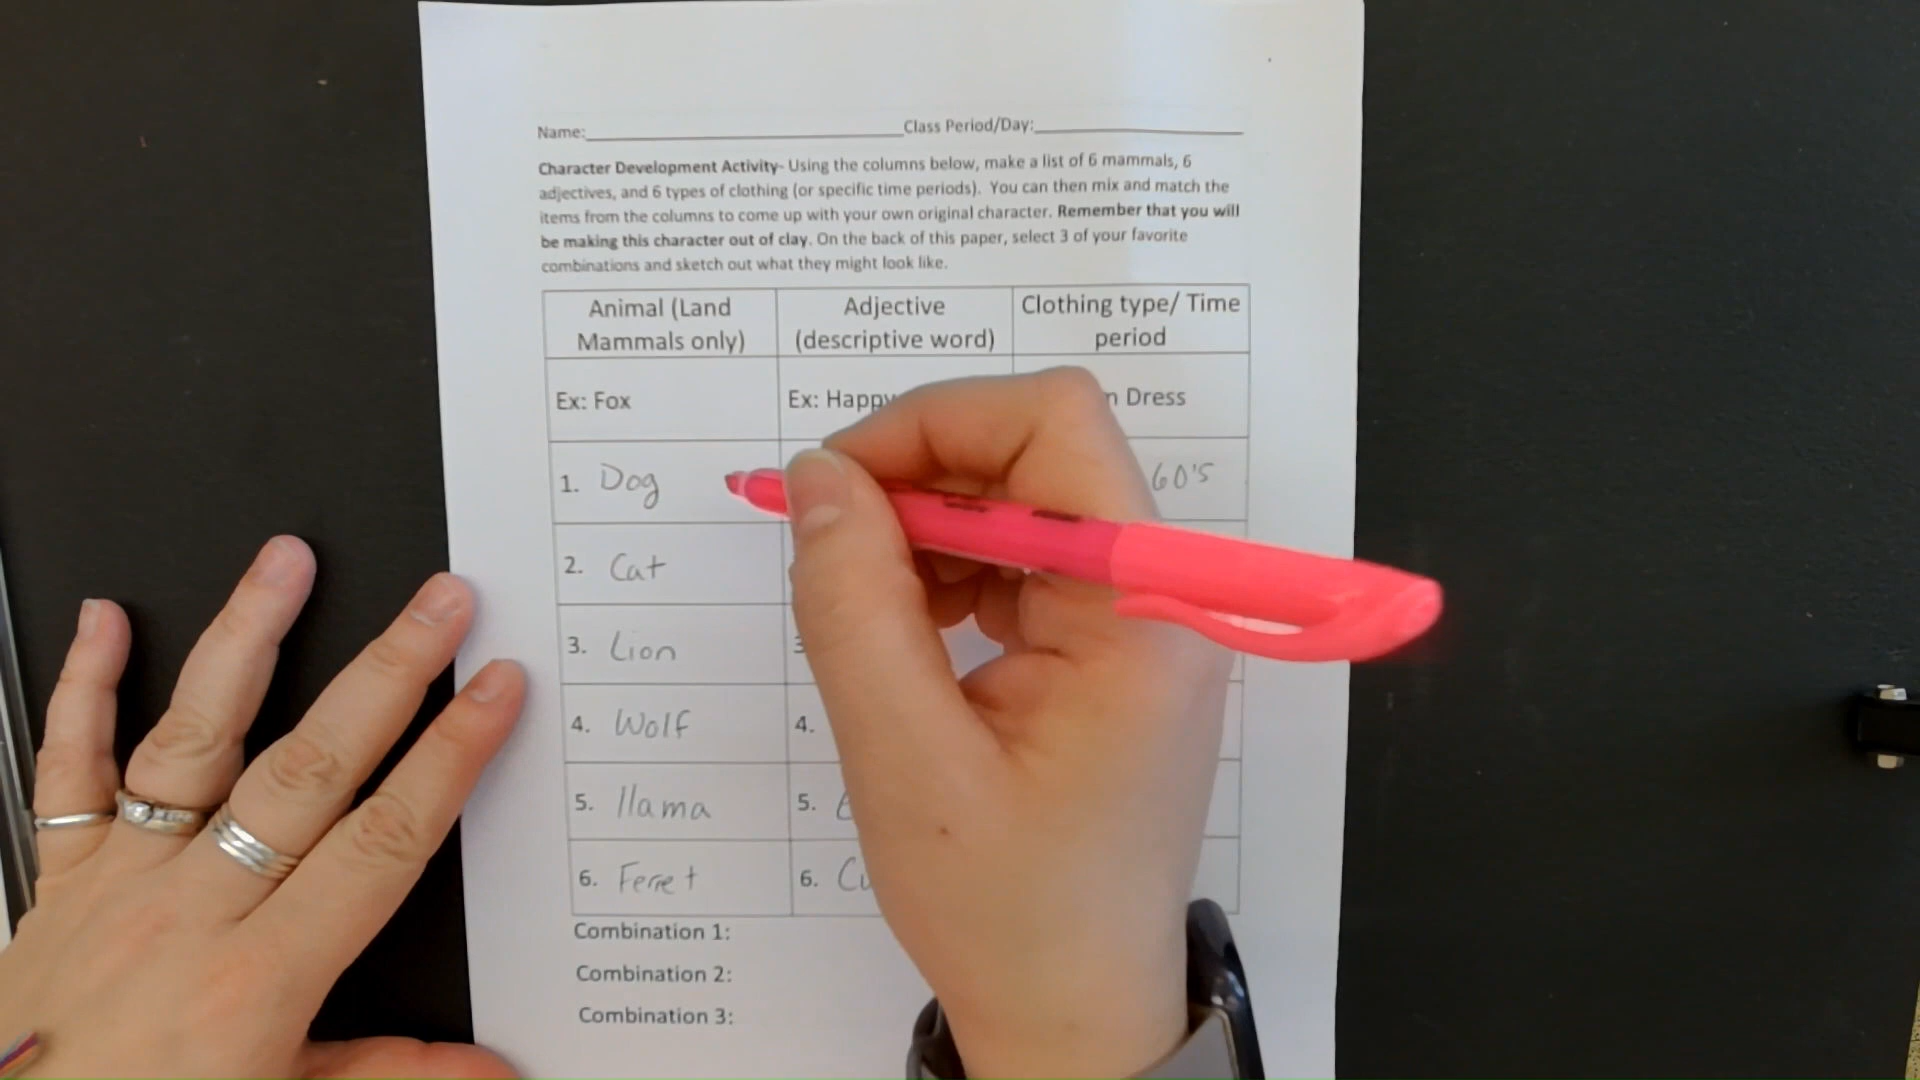 Name: Class Period/Day:
Character Development Activity- Using the columns below, make a list of 6 mammals, 6
adjectives, and 6 types of clothing (or specific time periods). You can then mix and match the
items from the columns to come up with your own original character. Remember that you will
be making this character out of clay. On the back of this paper, select 3 of your favorite
combinations and sketch out what they might look like.
Animal (Land Adjective Clothing type/ Time
Mammals only) (descriptive word) period
Ex: Fox Ex: Happy Dress
1. Dog 60's
2. Cat
3. Lion 3
4. Wolf 4.
5. llama 5.
6. Ferret 6. Cu
Combination 1:
Combination 2:
Combination 3: